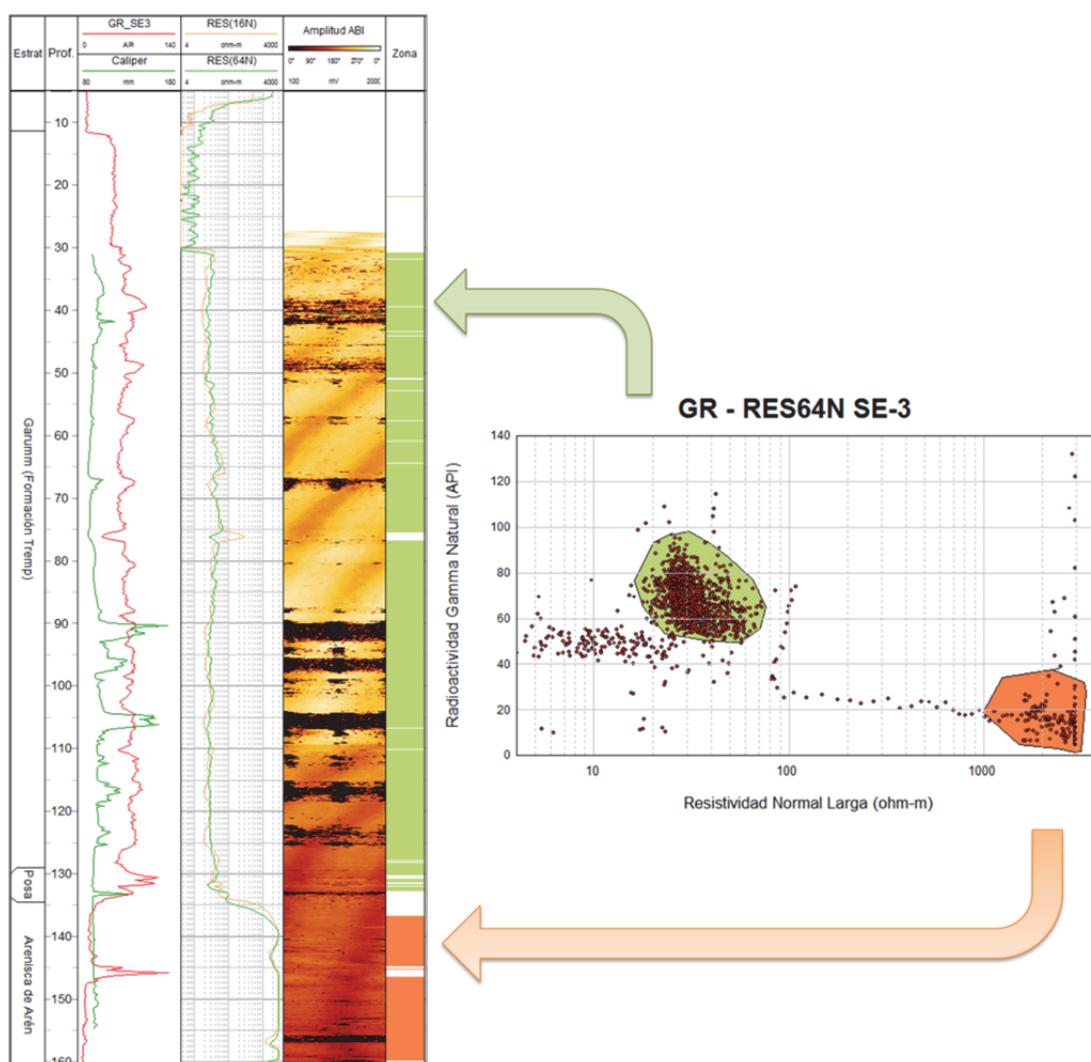 GR_SE3
0 API 140
Caliper
80 mm 180
RES(16N)
4 ohm-m 4000
RES(64N)
4 ohm-m 4000
Amplitud ABI
0° 90° 180° 270° 0°
100 mV 2000
Estrat
Prof.
Zona
10
20
30
40
50
60
70
80
90
100
110
120
130
140
150
160
Garumm (Formación Tremp)
Posa
Arenisca de Arén
GR - RES64N SE-3
Radioactividad Gamma Natural (API)
140
120
100
80
60
40
20
0
10
100
1000
Resistividad Normal Larga (ohm-m)